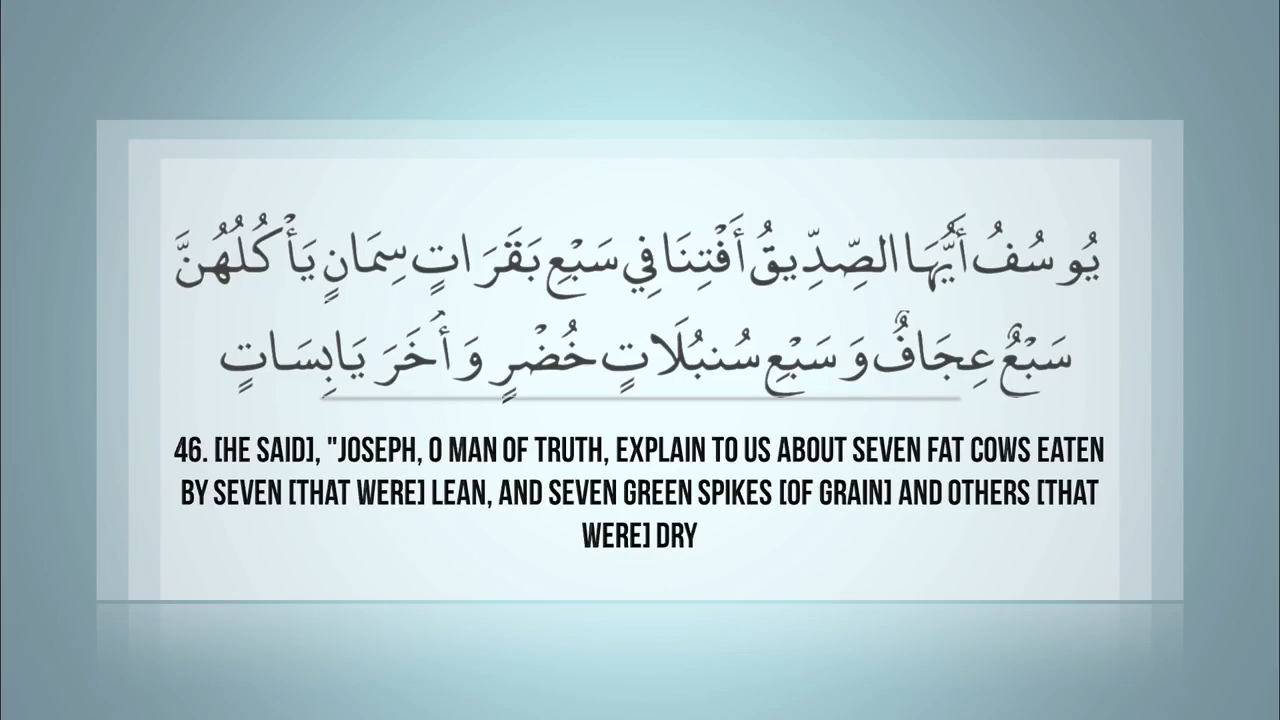 يُوسُفُ أَيُّهَا الصِّدِّيقُ أَفْتِنَا فِي سَبْعِ بَقَرَاتٍ سِمَانٍ يَأْكُلُهُنَّ
سَبْعٌ عِجَافٌ وَسَبْعِ سُنبُلَاتٍ خُضْرٍ وَأُخَرَ يَابِسَاتٍ
46. [HE SAID], "JOSEPH, O MAN OF TRUTH, EXPLAIN TO US ABOUT SEVEN FAT COWS EATEN
BY SEVEN [THAT WERE] LEAN, AND SEVEN GREEN SPIKES [OF GRAIN] AND OTHERS [THAT
WERE] DRY